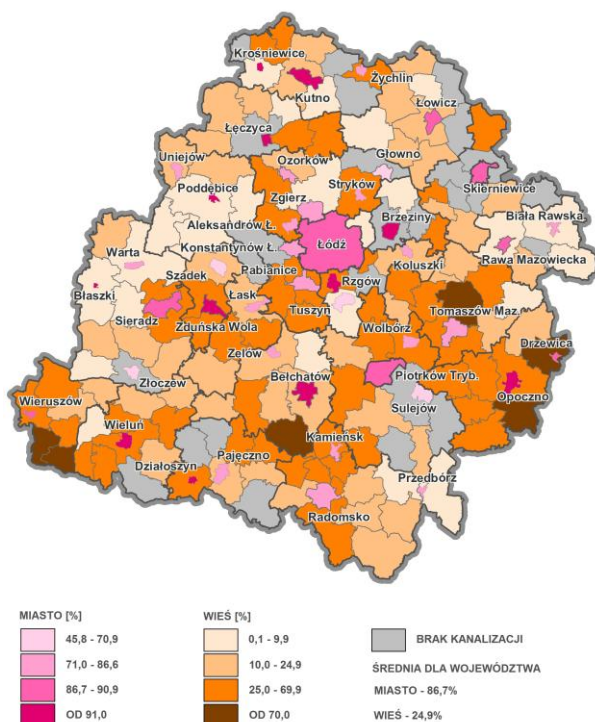 Krośniewice
Żychlin
Kutno
Łowicz
Łęczyca
Uniejów
Ozorków
Głowno
Skierniewice
Poddębice
Zgierz
Stryków
Aleksandrów Ł.
Brzeziny
Biała Rawska
Konstantynów Ł.
Łódź
Rawa Mazowiecka
Warta
Szadek
Pabianice
Koluszki
Błaszki
Łask
Rzgów
Sieradz
Zduńska Wola
Tuszyn
Wolbórz
Tomaszów Maz.
Drzewica
Zelów
Złoczew
Bełchatów
Piotrków Tryb.
Wieruszów
Sulejów
Opoczno
Wieluń
Kamieńsk
Działoszyn
Pajęczno
Przedbórz
Radomsko
MIASTO [%]
45,8 - 70,9
71,0 - 86,6
86,7 - 90,9
OD 91,0
WIEŚ [%]
0,1 - 9,9
10,0 - 24,9
25,0 - 69,9
OD 70,0
BRAK KANALIZACJI
ŚREDNIA DLA WOJEWÓDZTWA
MIASTO - 86,7%
WIEŚ - 24,9%